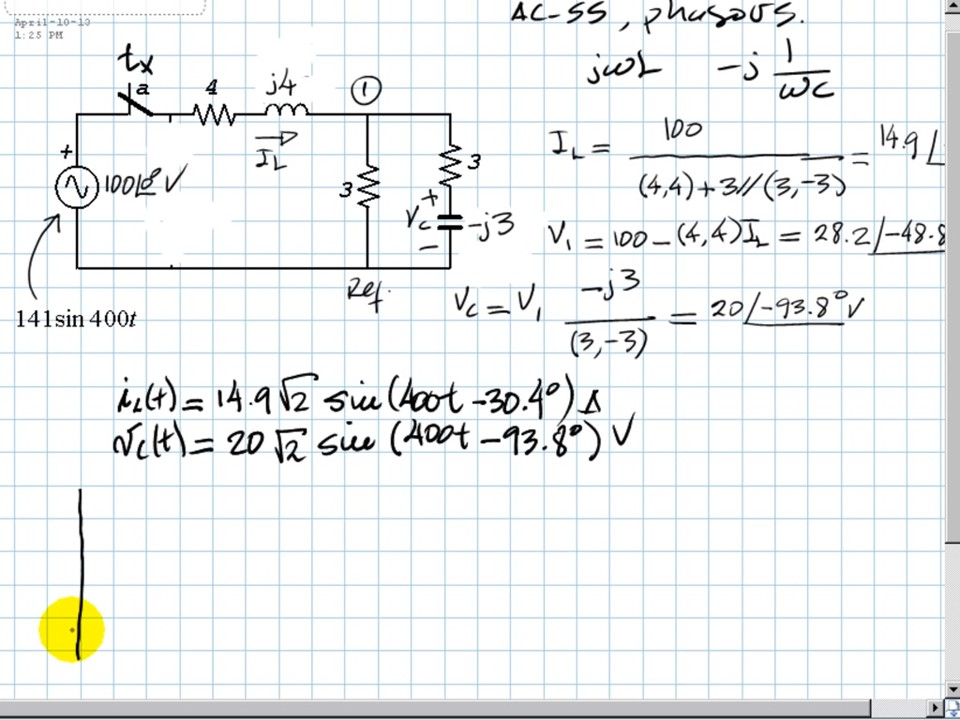 April-10-13
1:25 PM
AC-SS, phasors.
jωL -j 1/ωC
tx
a
4
j4
1
I_L
+
100∠0° V
3
3
+
V_C
-
-j3
Ref.
141sin 400t
I_L = 100/((4,4)+3//(3,-3)) = 14.9∠
V_1 = 100-(4,4)I_L = 28.2/-48.8
V_C = V_1 -j3/(3,-3) = 20/-93.8° V
i_L(t) = 14.9√2 sin(400t -30.4°) A
v_C(t) = 20√2 sin(400t -93.8°) V